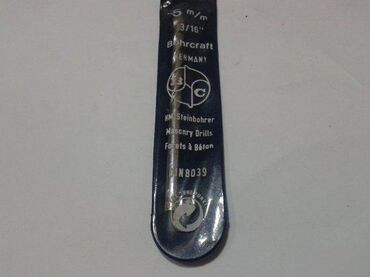 5 m/m
3/16"
Bohrcraft
GERMANY
B C
HM-Steinbohrer
Masonry Drills
Forets à Béton
DIN8039